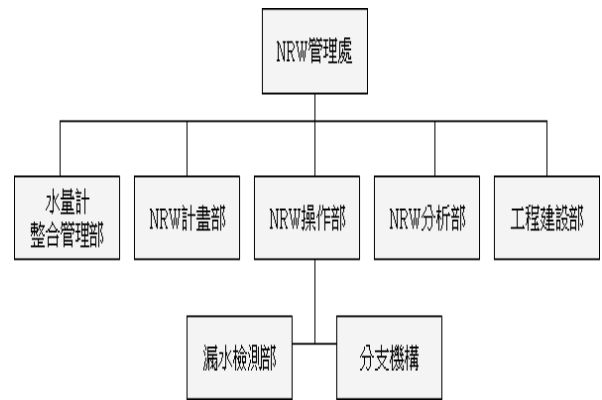 NRW管理處
水量計
整合管理部
NRW計畫部
NRW操作部
NRW分析部
工程建設部
漏水檢測部
分支機構